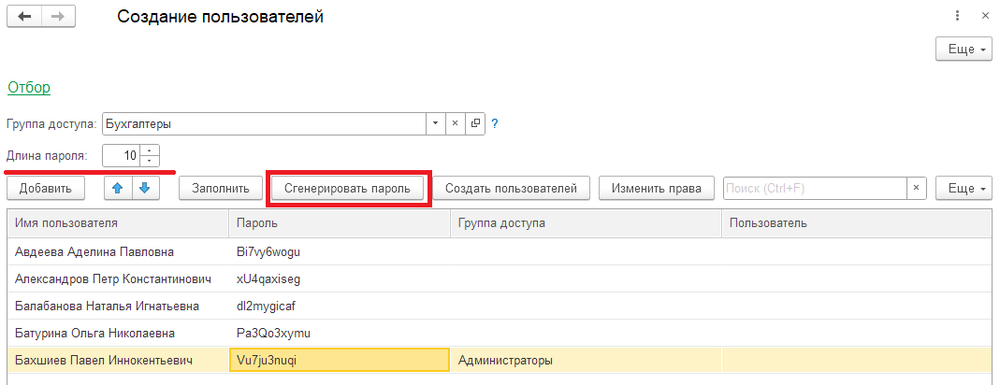 Создание пользователей
Еще
Отбор
Группа доступа: Бухгалтеры ?
Длина пароля: 10
Добавить Заполнить Сгенерировать пароль Создать пользователей Изменить права Поиск (Ctrl+F) Еще
Имя пользователя Пароль Группа доступа Пользователь
Авдеева Аделина Павловна Bi7vy6wogu
Александров Петр Константинович xU4qaxiseg
Балабанова Наталья Игнатьевна dI2mygicaf
Батурина Ольга Николаевна Pa3Qo3xymu
Бахшиев Павел Иннокентьевич Vu7ju3nuqi Администраторы